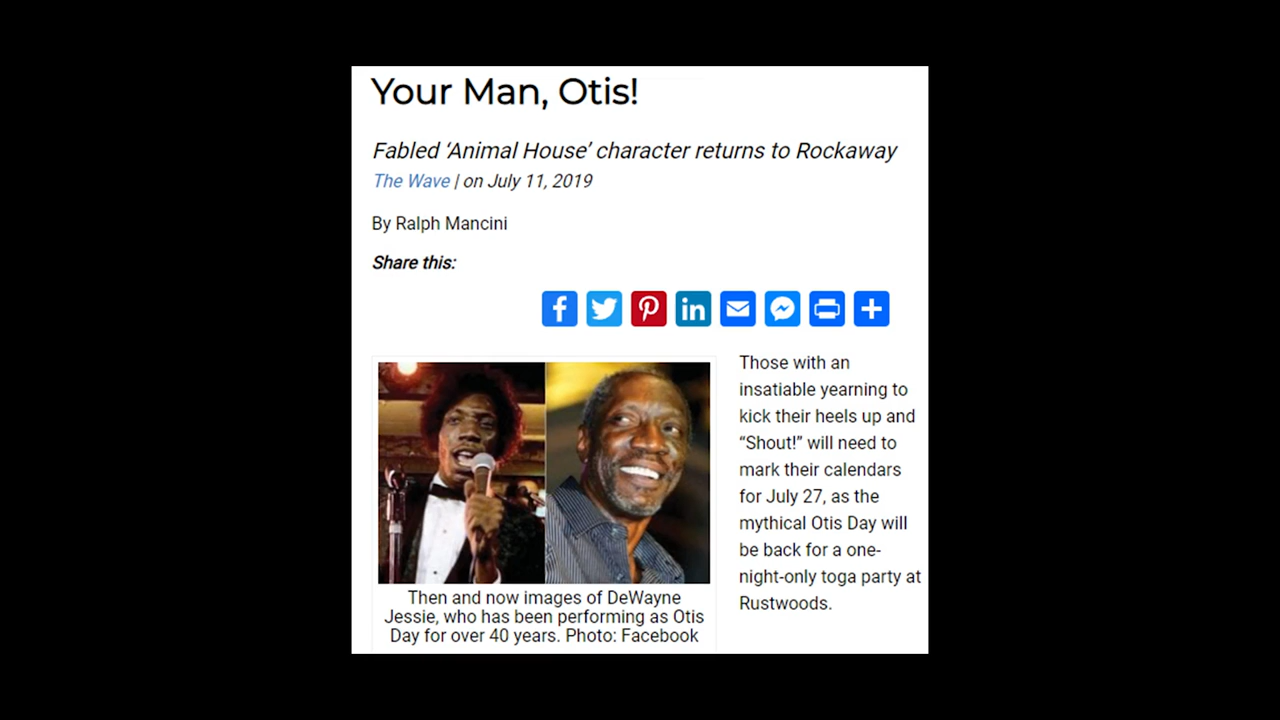 Your Man, Otis!
Fabled ‘Animal House’ character returns to Rockaway
The Wave | on July 11, 2019
By Ralph Mancini
Share this:
Then and now images of DeWayne
Jessie, who has been performing as Otis
Day for over 40 years. Photo: Facebook
Those with an
insatiable yearning to
kick their heels up and
“Shout!” will need to
mark their calendars
for July 27, as the
mythical Otis Day will
be back for a one-
night-only toga party at
Rustwoods.